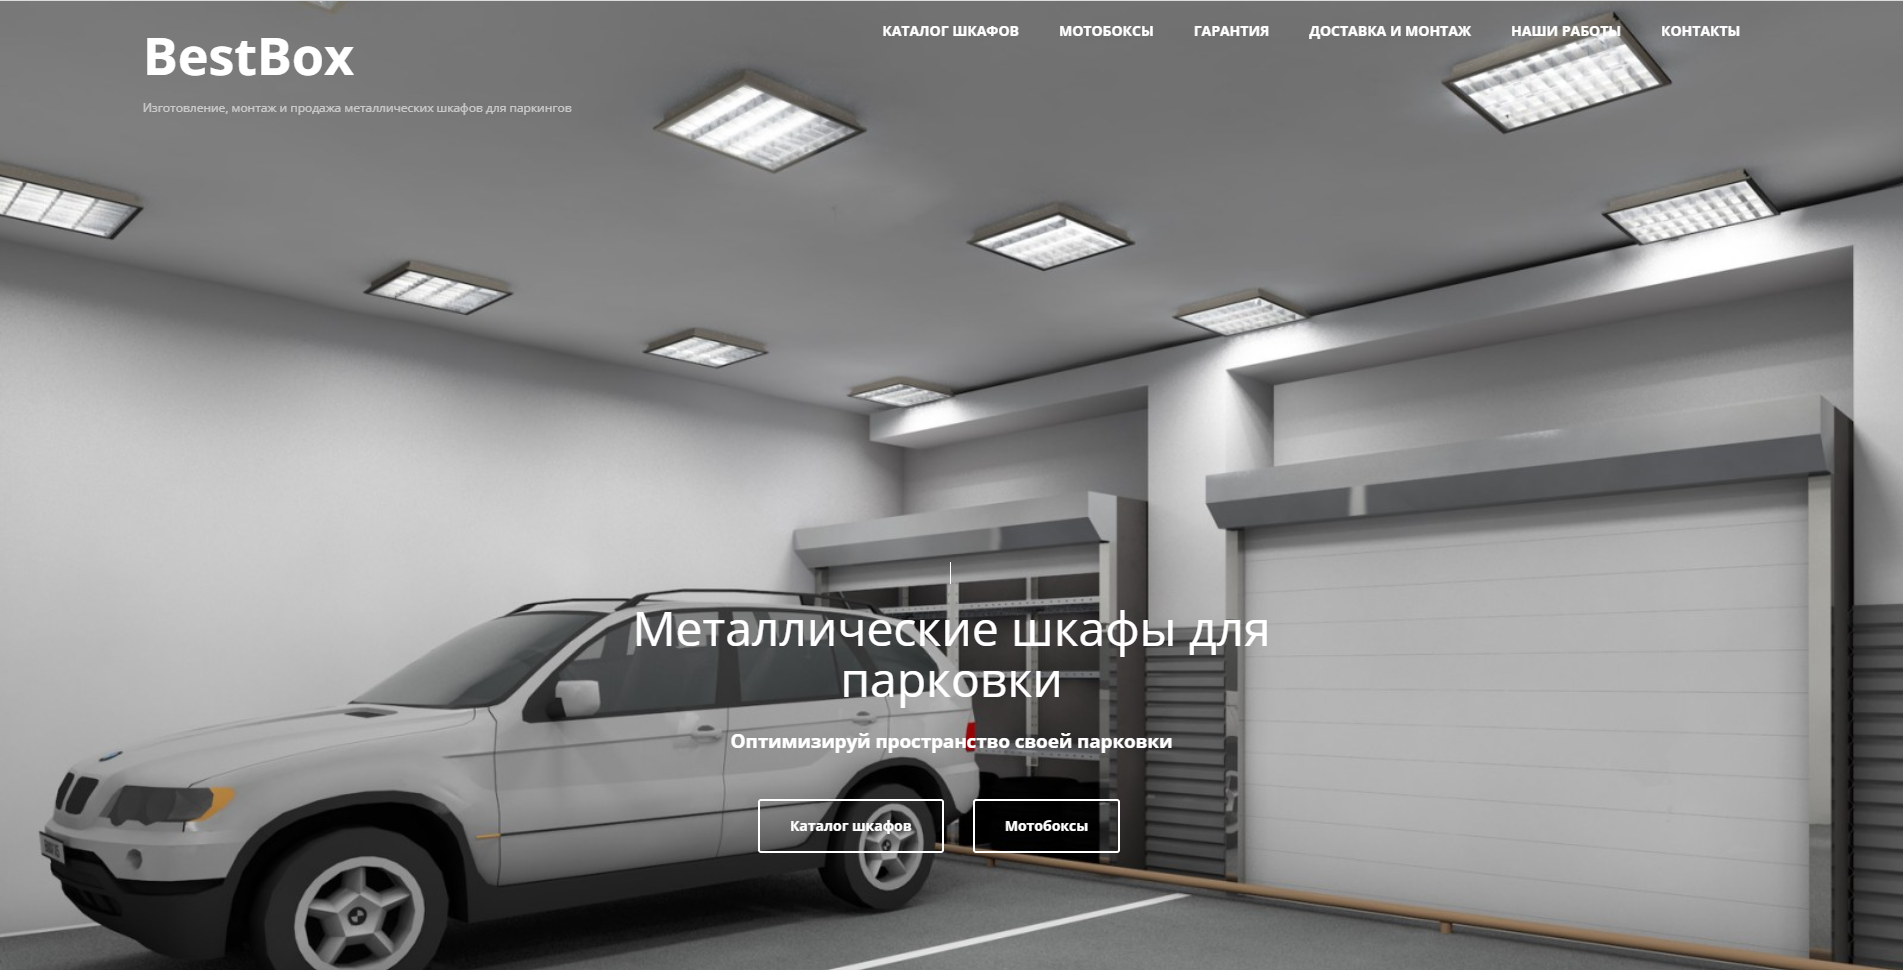 BestBox
КАТАЛОГ ШКАФОВ МОТОБОКСЫ ГАРАНТИЯ ДОСТАВКА И МОНТАЖ НАШИ РАБОТЫ КОНТАКТЫ
Изготовление, монтаж и продажа металлических шкафов для паркингов
Металлические шкафы для
парковки
Оптимизируй пространство своей парковки
Каталог шкафов Мотобоксы